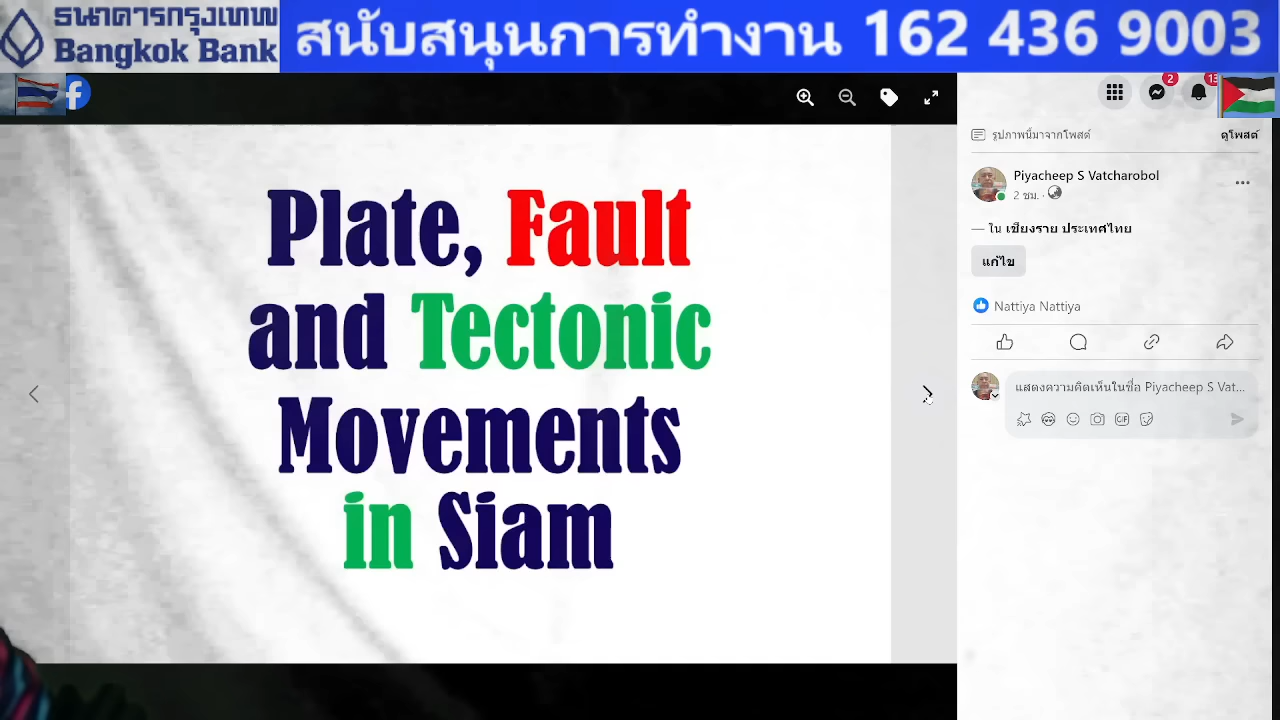 ธนาคารกรุงเทพ
Bangkok Bank
สนับสนุนการทำงาน 162 436 9003
f
2
13
รูปภาพนี้มาจากโพสต์
ดูโพสต์
Piyacheep S Vatcharobol
2 ชม. ·
— ใน เชียงราย ประเทศไทย
แก้ไข
Nattiya Nattiya
แสดงความคิดเห็นในชื่อ Piyacheep S Vat...
GIF
Plate, Fault
and Tectonic
Movements
in Siam